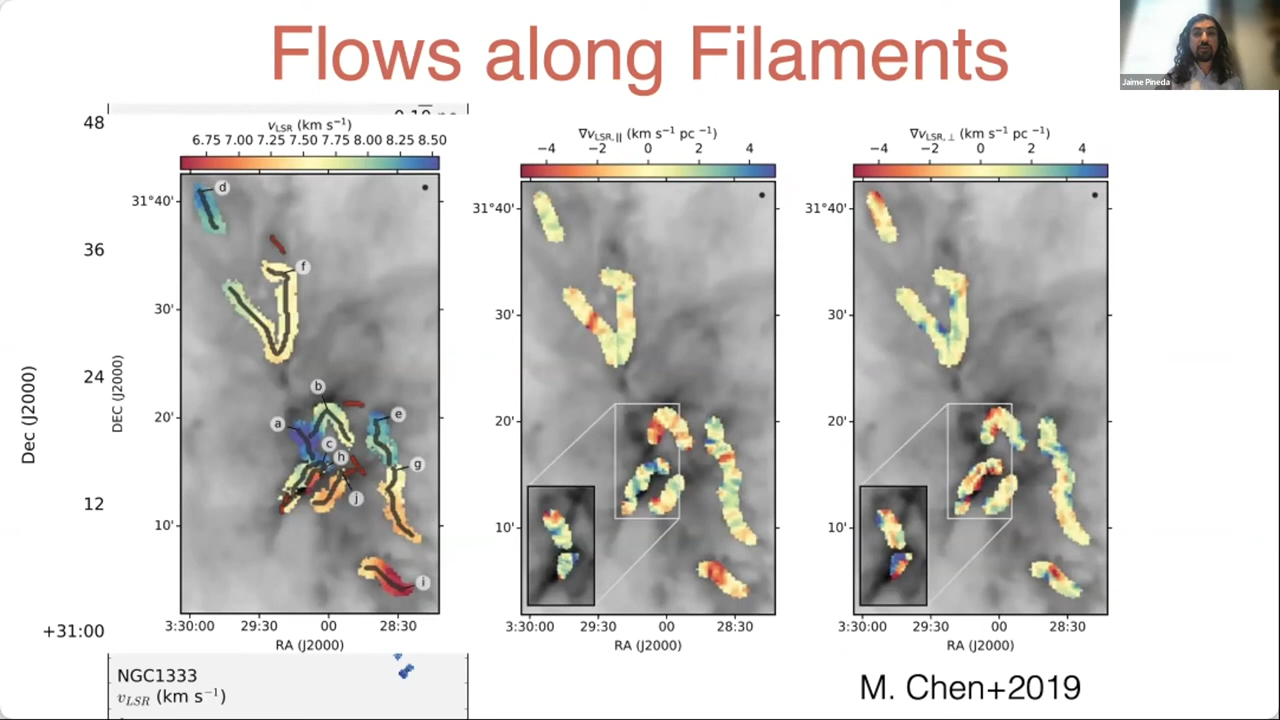 Flows along Filaments
Jaime Pineda
v_LSR (km s⁻¹)
6.75 7.00 7.25 7.50 7.75 8.00 8.25 8.50
∇v_LSR,∥ (km s⁻¹ pc⁻¹)
−4 −2 0 2 4
∇v_LSR,⊥ (km s⁻¹ pc⁻¹)
−4 −2 0 2 4
48
36
24
12
+31:00
Dec (J2000)
DEC (J2000)
31°40'
30'
20'
10'
d
f
b
a
e
c
h
g
j
i
3:30:00 29:30 00 28:30
RA (J2000)
31°40'
30'
20'
10'
3:30:00 29:30 00 28:30
RA (J2000)
31°40'
30'
20'
10'
3:30:00 29:30 00 28:30
RA (J2000)
NGC1333
v_LSR (km s⁻¹)
M. Chen+2019